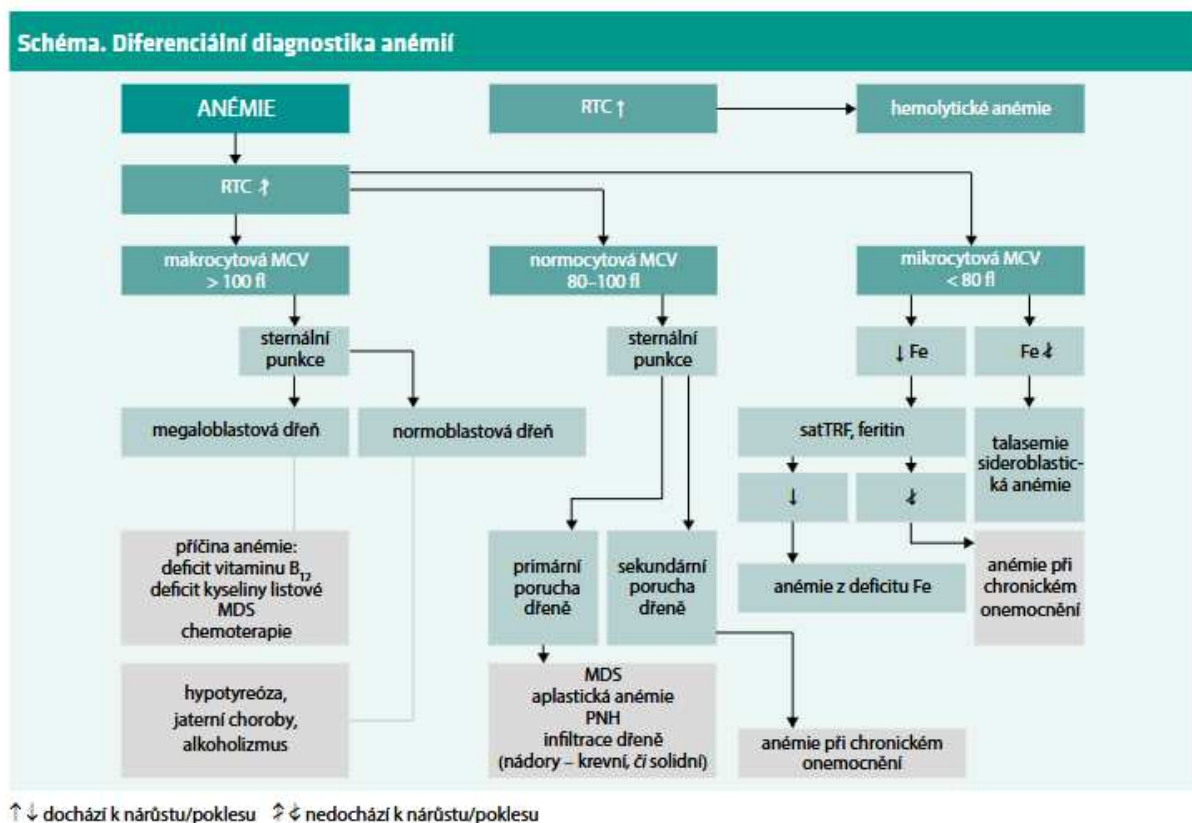 Schéma. Diferenciální diagnostika anémií
ANÉMIE
RTC ↑
hemolytické anémie
RTC ↑̸
makrocytová MCV
> 100 fl
normocytová MCV
80–100 fl
mikrocytová MCV
< 80 fl
sternální
punkce
sternální
punkce
↓ Fe
Fe ↓̸
megaloblastová dřeň
normoblastová dřeň
satTRF, feritin
talasemie
sideroblastic-
ká anémie
↓
↓̸
příčina anémie:
deficit vitaminu B12
deficit kyseliny listové
MDS
chemoterapie
primární
porucha
dřeně
sekundární
porucha
dřeně
anémie z deficitu Fe
anémie při
chronickém
onemocnění
hypotyreóza,
jaterní choroby,
alkoholizmus
MDS
aplastická anémie
PNH
infiltrace dřeně
(nádory – krevní, či solidní)
anémie při chronickém
onemocnění
↑ ↓ dochází k nárůstu/poklesu ↑̸ ↓̸ nedochází k nárůstu/poklesu